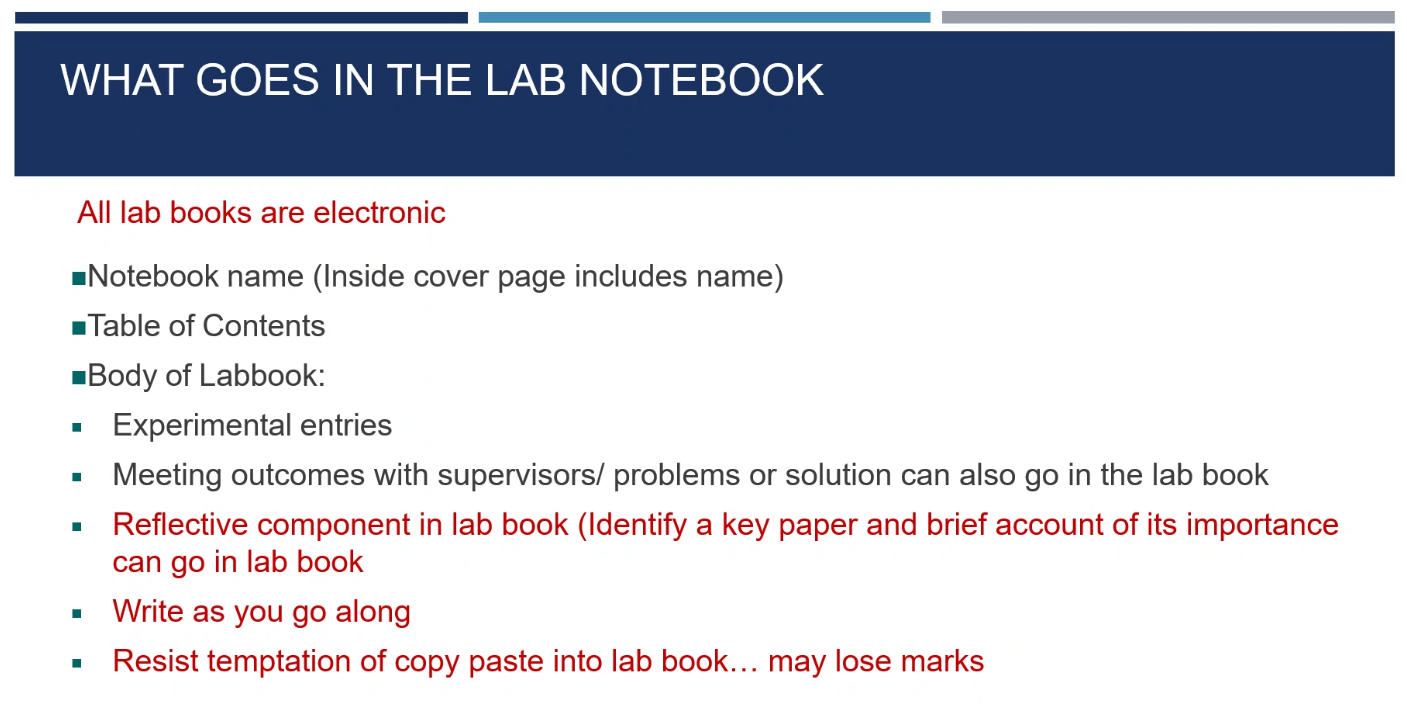 WHAT GOES IN THE LAB NOTEBOOK
All lab books are electronic
■Notebook name (Inside cover page includes name)
■Table of Contents
■Body of Labbook:
▪ Experimental entries
▪ Meeting outcomes with supervisors/ problems or solution can also go in the lab book
▪ Reflective component in lab book (Identify a key paper and brief account of its importance
can go in lab book
▪ Write as you go along
▪ Resist temptation of copy paste into lab book… may lose marks